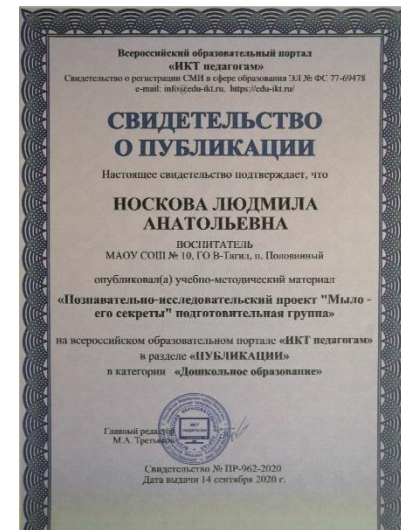 Всероссийский образовательный портал
«ИКТ педагогам»
Свидетельство о регистрации СМИ в сфере образования ЭЛ № ФС 77-69478
e-mail: info@edu-ikt.ru, https://edu-ikt.ru/
СВИДЕТЕЛЬСТВО
О ПУБЛИКАЦИИ
Настоящее свидетельство подтверждает, что
НОСКОВА ЛЮДМИЛА
АНАТОЛЬЕВНА
ВОСПИТАТЕЛЬ
МАОУ СОШ № 10, ГО В-Тагил, п. Половинный
опубликовал(а) учебно-методический материал
«Познавательно-исследовательский проект "Мыло -
его секреты" подготовительная группа»
на всероссийском образовательном портале «ИКТ педагогам»
в разделе «ПУБЛИКАЦИИ»
в категории «Дошкольное образование»
Главный редактор
М.А. Третьяков
ИКТ
ПЕДАГОГАМ
Свидетельство № ПР-962-2020
Дата выдачи 14 сентября 2020 г.